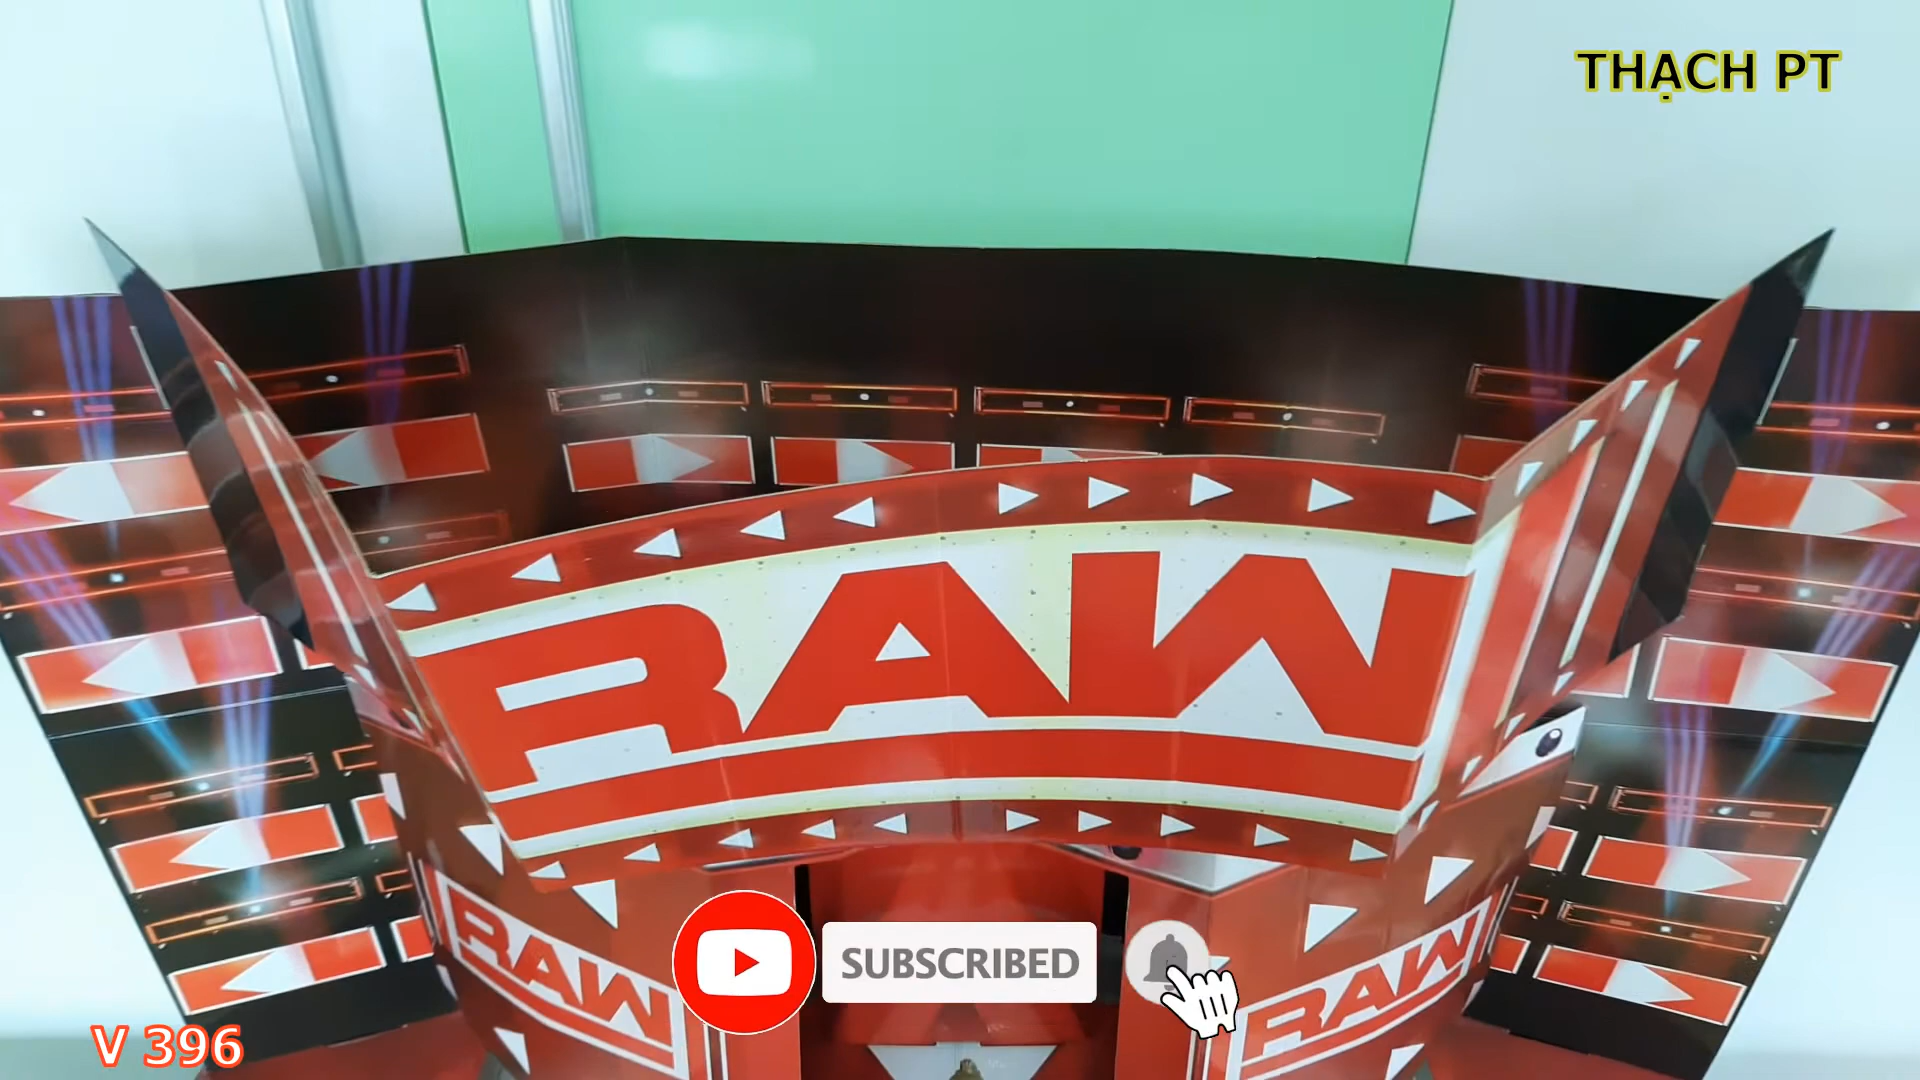 THẠCH PT
RAW
RAW
RAW
SUBSCRIBED
V 396